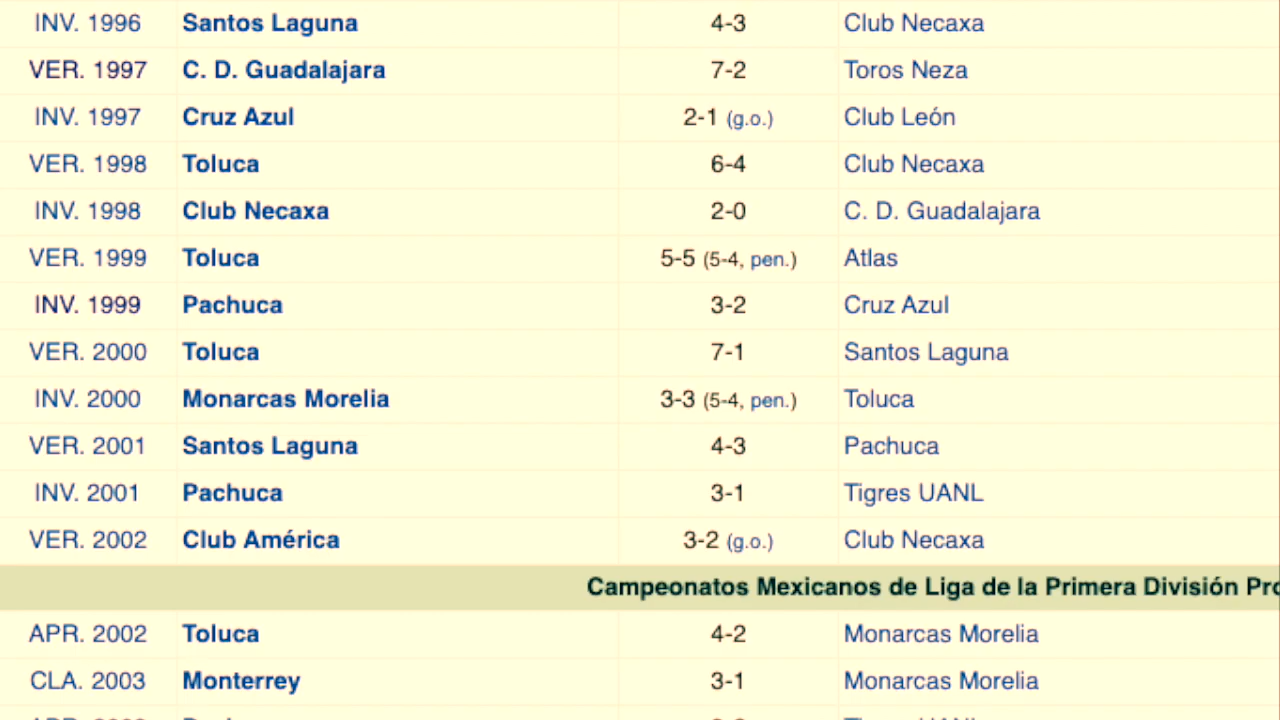 INV. 1996 Santos Laguna 4-3 Club Necaxa
VER. 1997 C. D. Guadalajara 7-2 Toros Neza
INV. 1997 Cruz Azul 2-1 (g.o.) Club León
VER. 1998 Toluca 6-4 Club Necaxa
INV. 1998 Club Necaxa 2-0 C. D. Guadalajara
VER. 1999 Toluca 5-5 (5-4, pen.) Atlas
INV. 1999 Pachuca 3-2 Cruz Azul
VER. 2000 Toluca 7-1 Santos Laguna
INV. 2000 Monarcas Morelia 3-3 (5-4, pen.) Toluca
VER. 2001 Santos Laguna 4-3 Pachuca
INV. 2001 Pachuca 3-1 Tigres UANL
VER. 2002 Club América 3-2 (g.o.) Club Necaxa
Campeonatos Mexicanos de Liga de la Primera División Pro
APR. 2002 Toluca 4-2 Monarcas Morelia
CLA. 2003 Monterrey 3-1 Monarcas Morelia